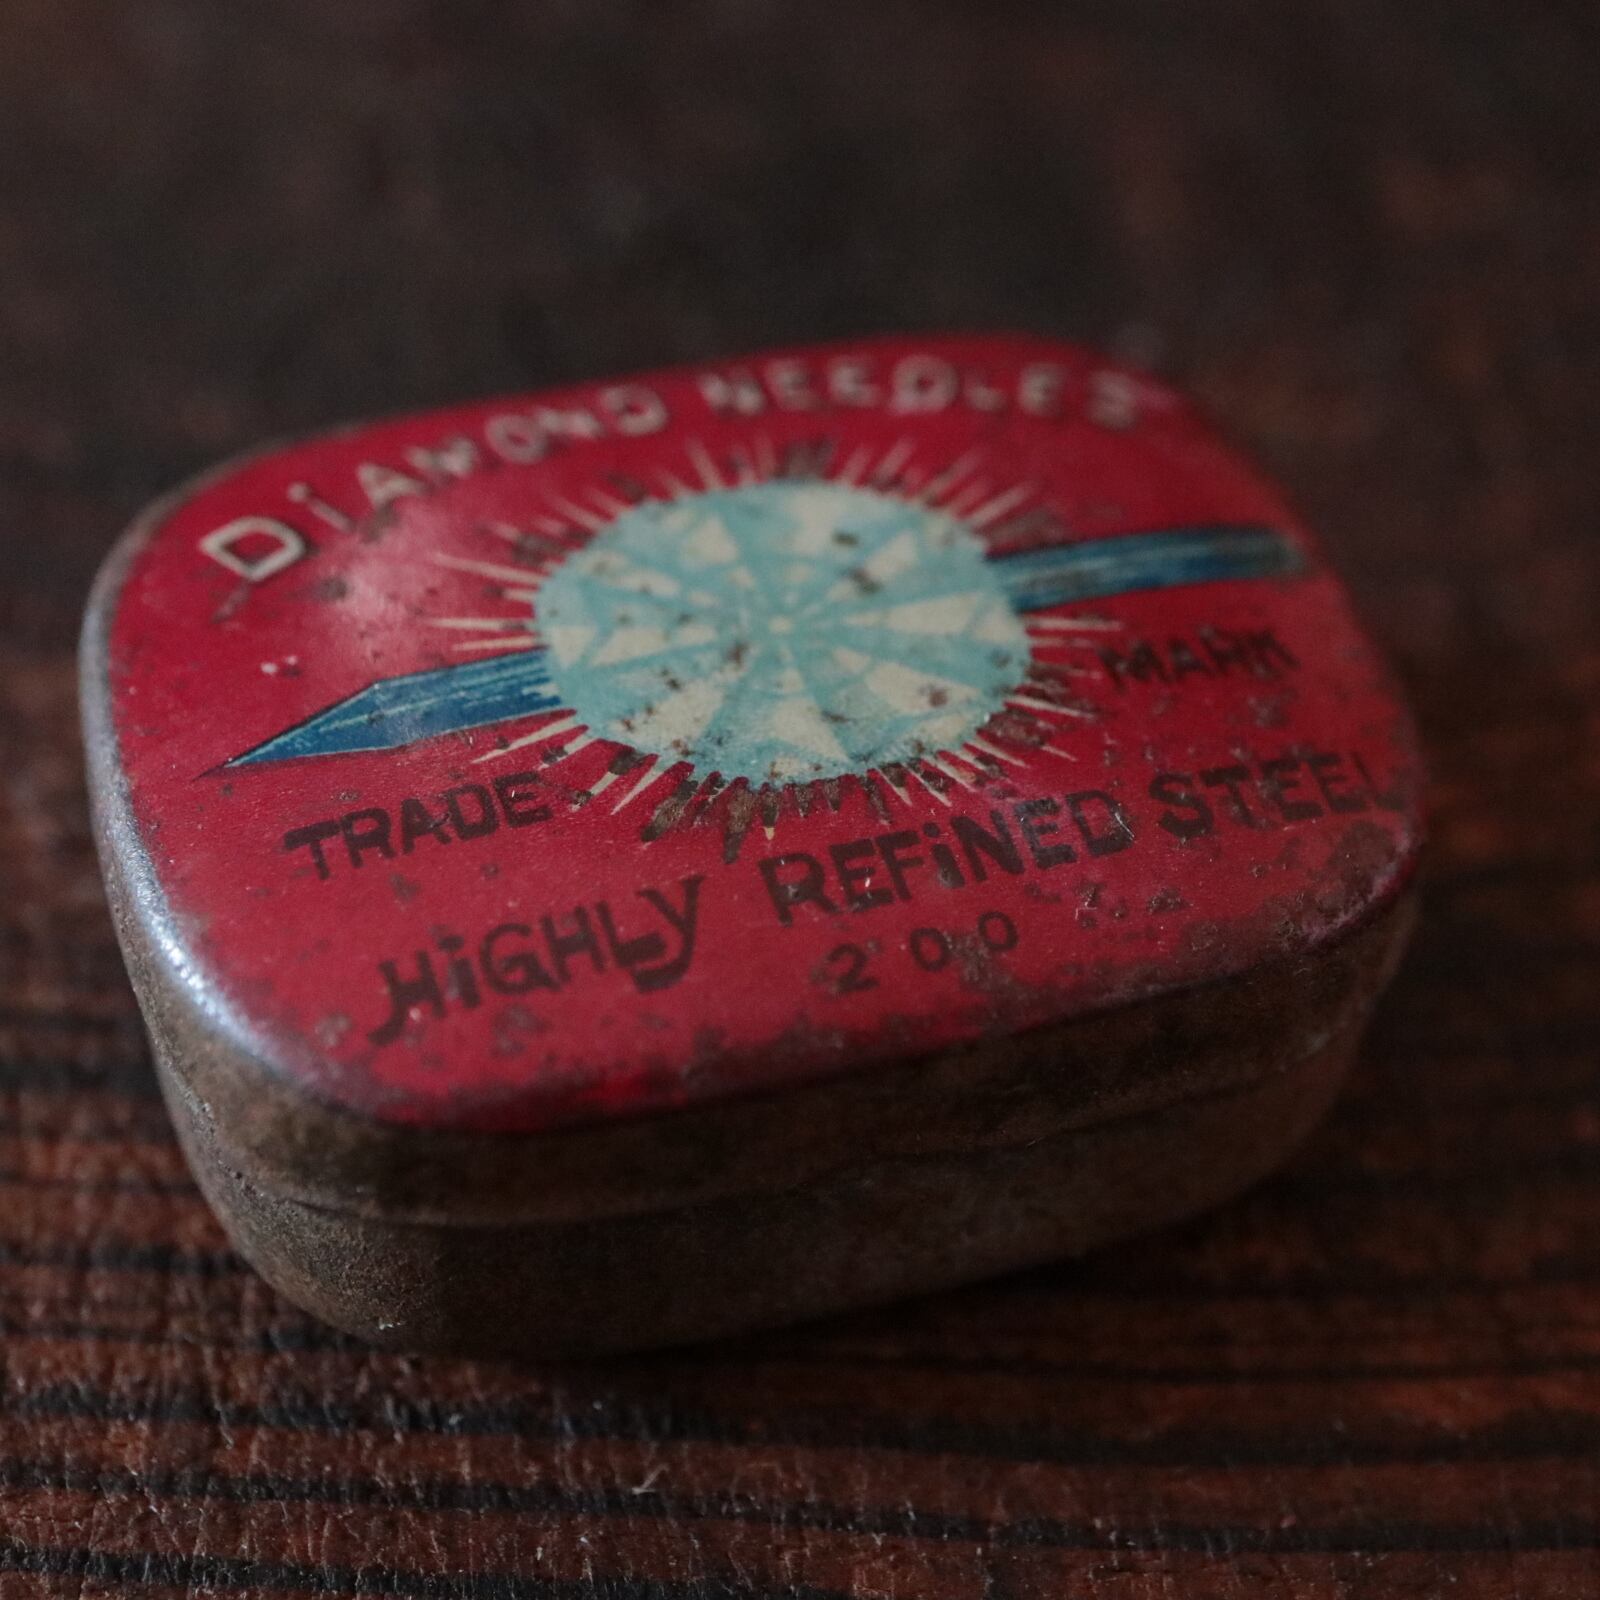 DiAMOND NEEDLES
TRADE MARK
HiGHLY REFiNED STEEL
200